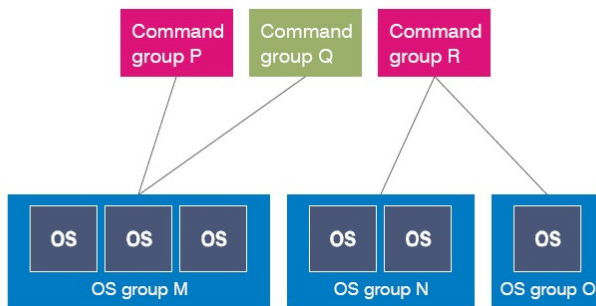 Command
group P
Command
group Q
Command
group R
OS OS OS
OS OS
OS
OS group M
OS group N
OS group O